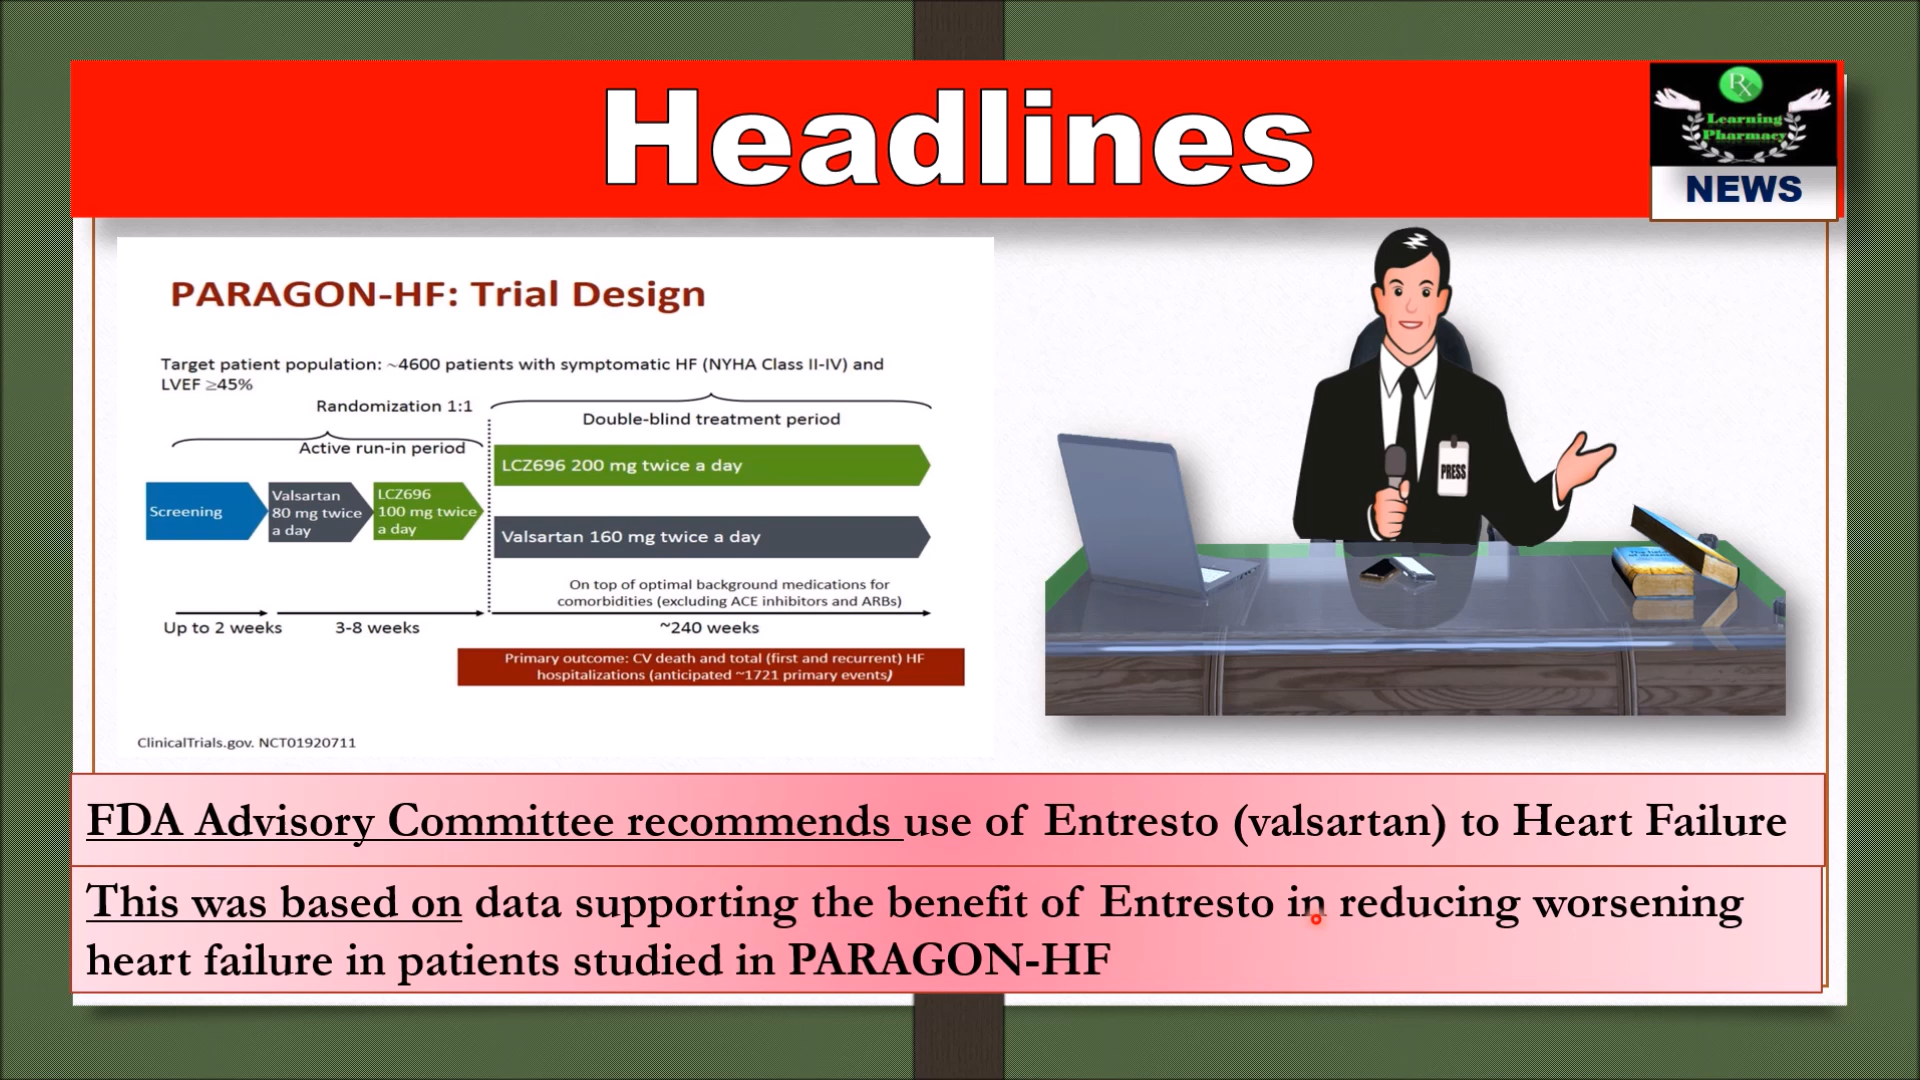 Headlines
Rx
Learning
Pharmacy
NEWS
PARAGON-HF: Trial Design
Target patient population: ~4600 patients with symptomatic HF (NYHA Class II-IV) and
LVEF ≥45%
Randomization 1:1
Double-blind treatment period
Active run-in period
LCZ696 200 mg twice a day
Screening
Valsartan
80 mg twice
a day
LCZ696
100 mg twice
a day
Valsartan 160 mg twice a day
On top of optimal background medications for
comorbidities (excluding ACE inhibitors and ARBs)
Up to 2 weeks
3-8 weeks
~240 weeks
Primary outcome: CV death and total (first and recurrent) HF
hospitalizations (anticipated ~1721 primary events)
ClinicalTrials.gov. NCT01920711
PRESS
FDA Advisory Committee recommends use of Entresto (valsartan) to Heart Failure
This was based on data supporting the benefit of Entresto in reducing worsening
heart failure in patients studied in PARAGON-HF